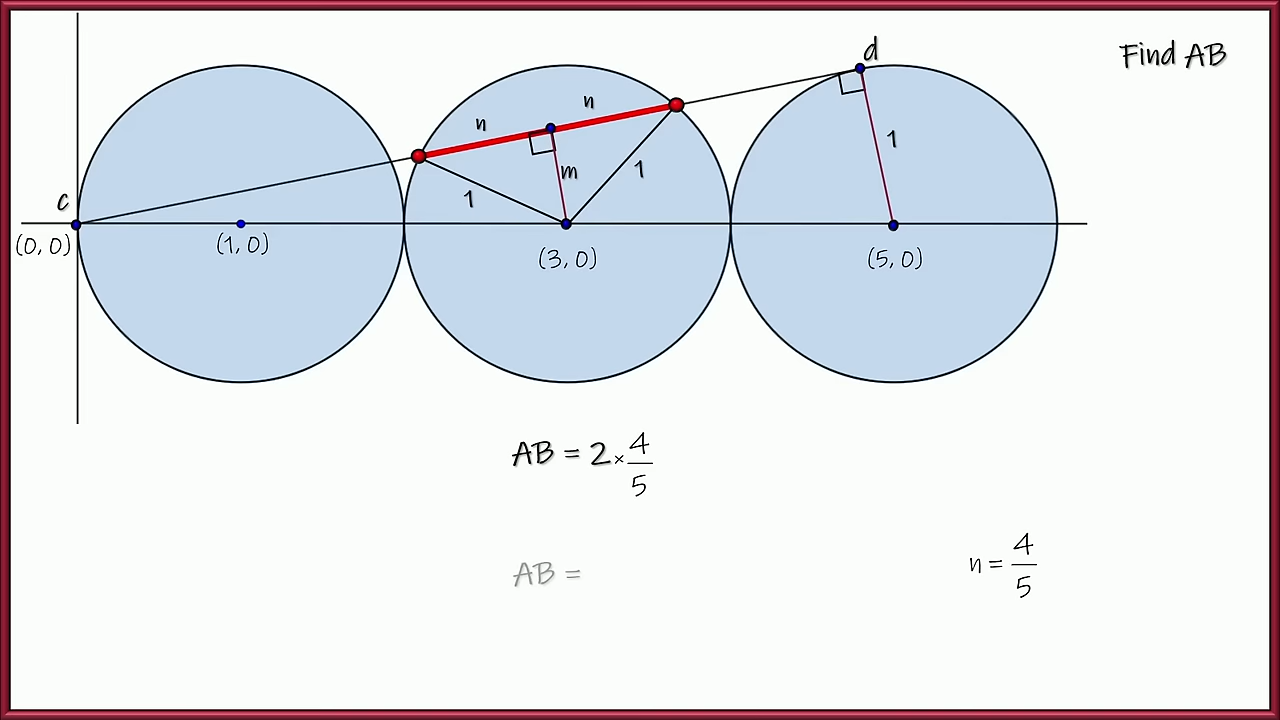 Find AB
d
n
n
1
m
1
1
c
(0, 0)
(1, 0)
(3, 0)
(5, 0)
AB = 2 × 4/5
n = 4/5
AB =